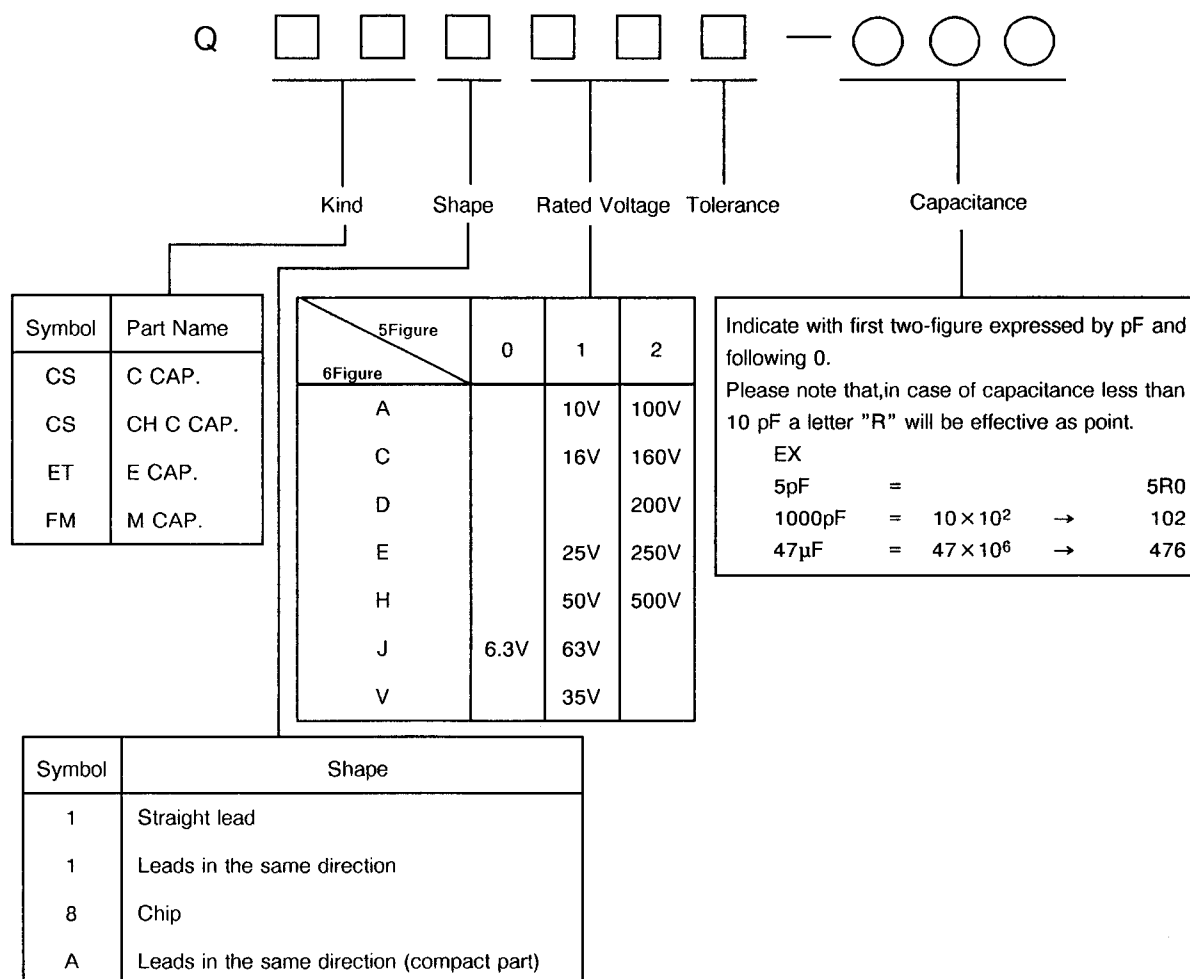 Q —
Kind Shape Rated Voltage Tolerance Capacitance
Symbol Part Name
CS C CAP.
CS CH C CAP.
ET E CAP.
FM M CAP.
5Figure
6Figure
0 1 2
A 10V 100V
C 16V 160V
D 200V
E 25V 250V
H 50V 500V
J 6.3V 63V
V 35V
Indicate with first two-figure expressed by pF and
following 0.
Please note that,in case of capacitance less than
10 pF a letter "R" will be effective as point.
EX
5pF = 5R0
1000pF = 10×10² → 102
47µF = 47×10⁶ → 476
Symbol Shape
1 Straight lead
1 Leads in the same direction
8 Chip
A Leads in the same direction (compact part)